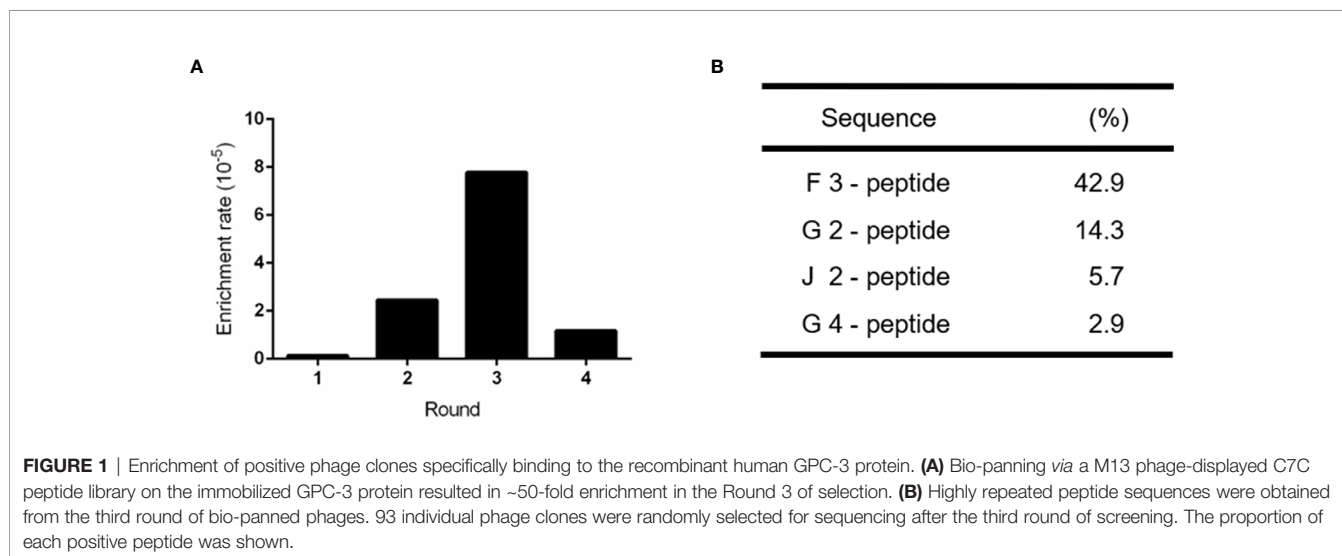 A
Enrichment rate (10-5)
10
8
6
4
2
0
1 2 3 4
Round
B
Sequence (%)
F 3 - peptide 42.9
G 2 - peptide 14.3
J 2 - peptide 5.7
G 4 - peptide 2.9
FIGURE 1 | Enrichment of positive phage clones specifically binding to the recombinant human GPC-3 protein. (A) Bio-panning via a M13 phage-displayed C7C
peptide library on the immobilized GPC-3 protein resulted in ~50-fold enrichment in the Round 3 of selection. (B) Highly repeated peptide sequences were obtained
from the third round of bio-panned phages. 93 individual phage clones were randomly selected for sequencing after the third round of screening. The proportion of
each positive peptide was shown.